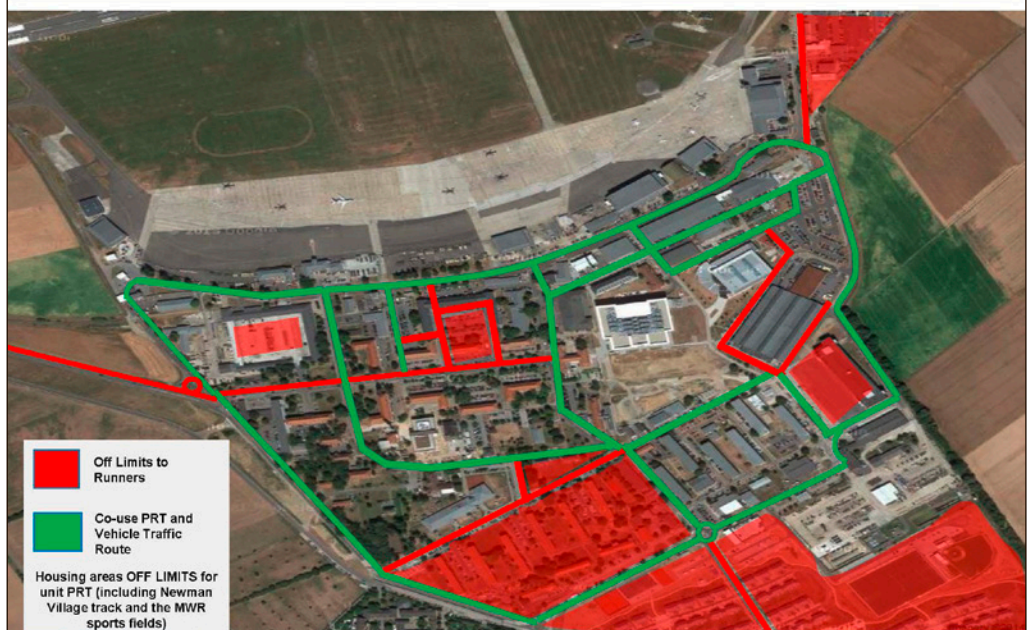 Off Limits to
Runners
Co-use PRT and
Vehicle Traffic
Route
Housing areas OFF LIMITS for
unit PRT (including Newman
Village track and the MWR
sports fields)